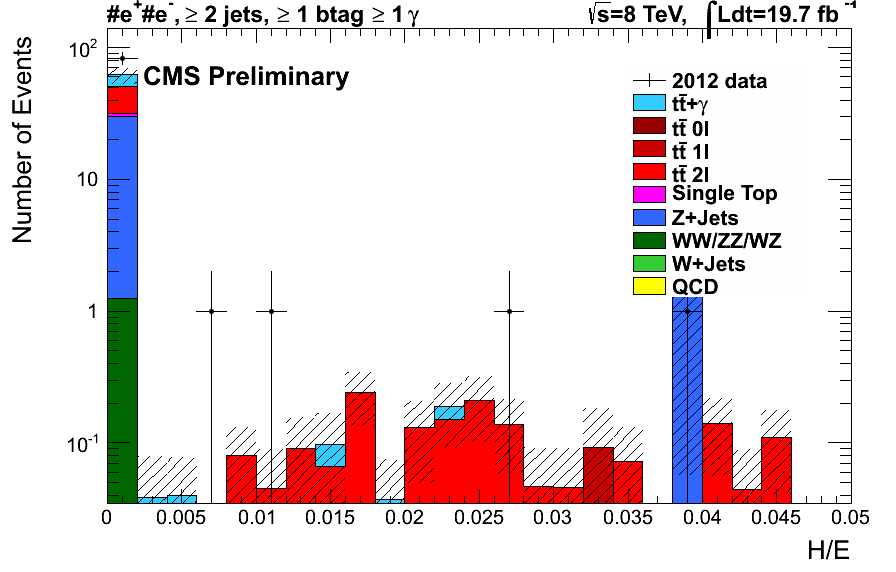 #e⁺#e⁻, ≥ 2 jets, ≥ 1 btag ≥ 1 γ
√s=8 TeV, ∫Ldt=19.7 fb⁻¹
CMS Preliminary
Number of Events
10²
10
1
10⁻¹
2012 data
tt̄+γ
tt̄ 0l
tt̄ 1l
tt̄ 2l
Single Top
Z+Jets
WW/ZZ/WZ
W+Jets
QCD
0 0.005 0.01 0.015 0.02 0.025 0.03 0.035 0.04 0.045 0.05
H/E